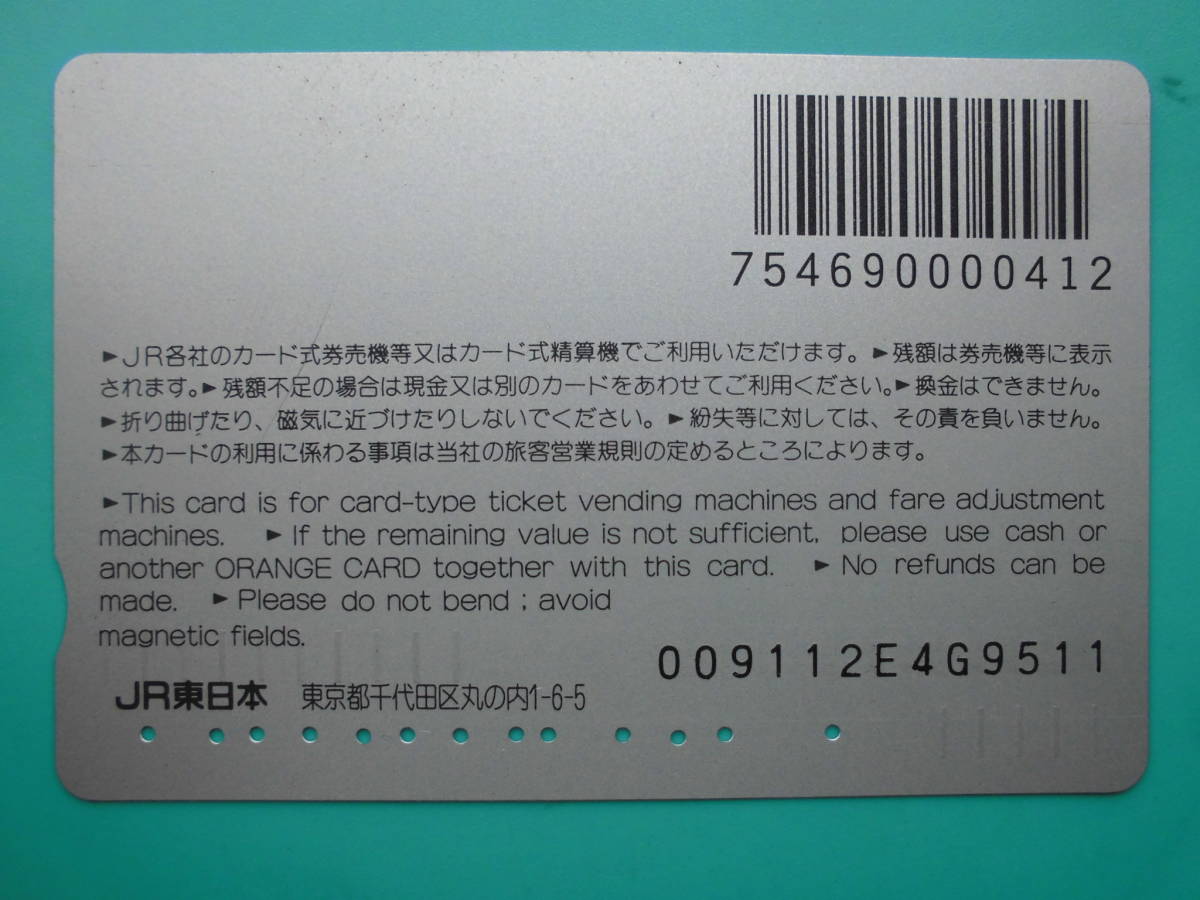 754690000412
►JR各社のカード式券売機等又はカード式精算機でご利用いただけます。►残額は券売機等に表示
されます。►残額不足の場合は現金又は別のカードをあわせてご利用ください。►換金はできません。
►折り曲げたり、磁気に近づけたりしないでください。►紛失等に対しては、その責を負いません。
►本カードの利用に係わる事項は当社の旅客営業規則の定めるところによります。
►This card is for card-type ticket vending machines and fare adjustment
machines. ►If the remaining value is not sufficient, please use cash or
another ORANGE CARD together with this card. ►No refunds can be
made. ►Please do not bend ; avoid
magnetic fields.
009112E4G9511
JR東日本 東京都千代田区丸の内1-6-5